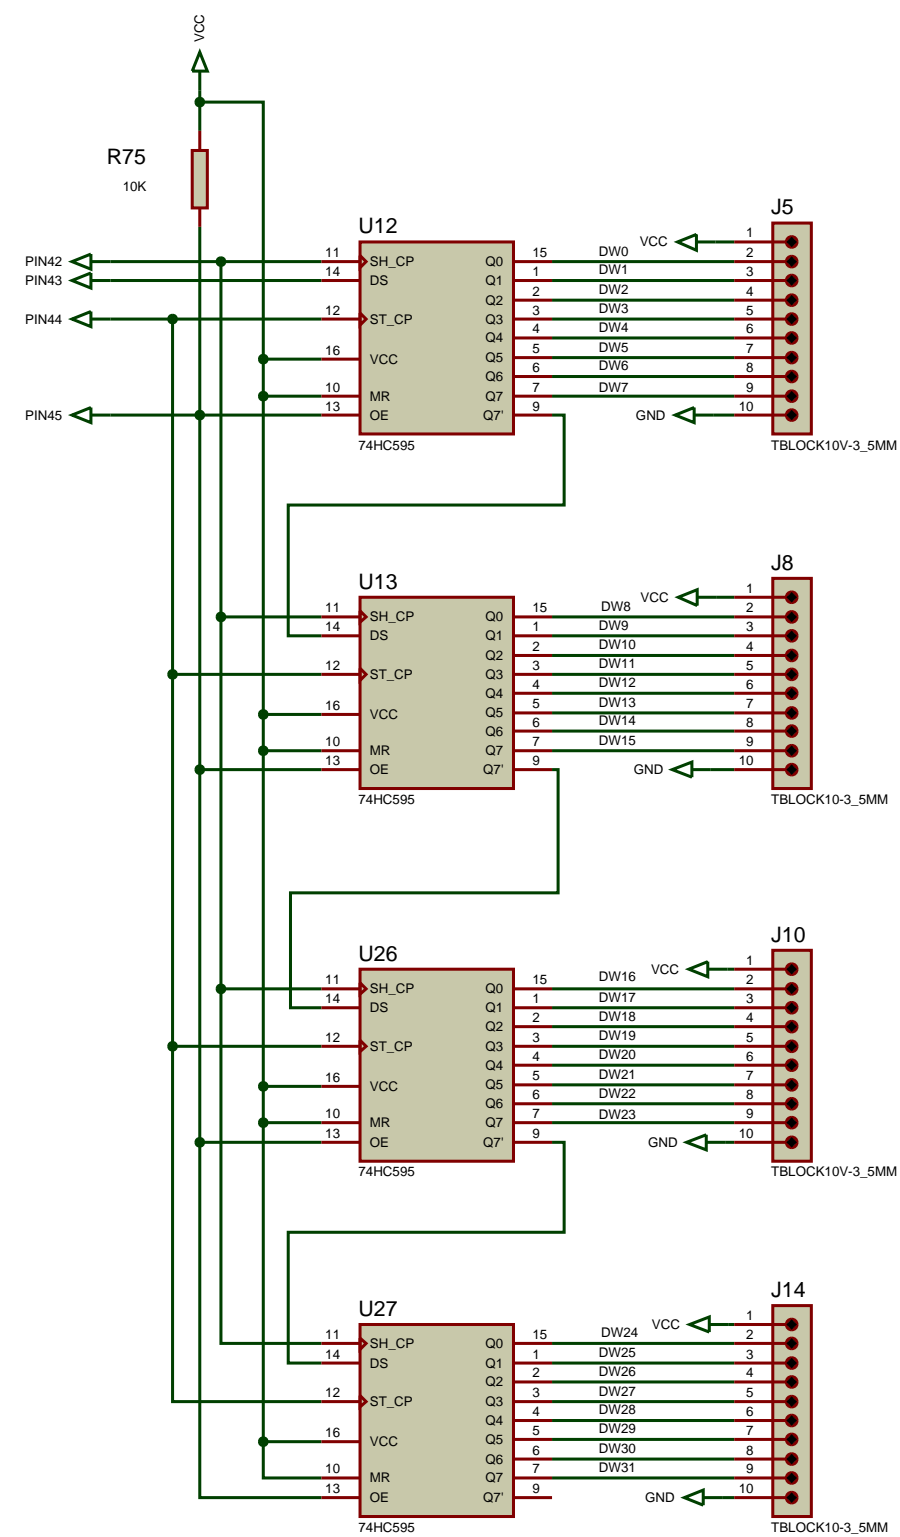 VCC
R75
10K
PIN42
PIN43
PIN44
PIN45
U12
11 SH_CP Q0 15 DW0
14 DS Q1 1 DW1
Q2 2 DW2
12 ST_CP Q3 3 DW3
Q4 4 DW4
16 VCC Q5 5 DW5
Q6 6 DW6
10 MR Q7 7 DW7
13 OE Q7' 9
74HC595
J5
VCC 1
2
3
4
5
6
7
8
9
GND 10
TBLOCK10V-3_5MM
U13
11 SH_CP Q0 15 DW8
14 DS Q1 1 DW9
Q2 2 DW10
12 ST_CP Q3 3 DW11
Q4 4 DW12
16 VCC Q5 5 DW13
Q6 6 DW14
10 MR Q7 7 DW15
13 OE Q7' 9
74HC595
J8
VCC 1
2
3
4
5
6
7
8
9
GND 10
TBLOCK10-3_5MM
U26
11 SH_CP Q0 15 DW16
14 DS Q1 1 DW17
Q2 2 DW18
12 ST_CP Q3 3 DW19
Q4 4 DW20
16 VCC Q5 5 DW21
Q6 6 DW22
10 MR Q7 7 DW23
13 OE Q7' 9
74HC595
J10
VCC 1
2
3
4
5
6
7
8
9
GND 10
TBLOCK10V-3_5MM
U27
11 SH_CP Q0 15 DW24
14 DS Q1 1 DW25
Q2 2 DW26
12 ST_CP Q3 3 DW27
Q4 4 DW28
16 VCC Q5 5 DW29
Q6 6 DW30
10 MR Q7 7 DW31
13 OE Q7' 9
74HC595
J14
VCC 1
2
3
4
5
6
7
8
9
GND 10
TBLOCK10-3_5MM